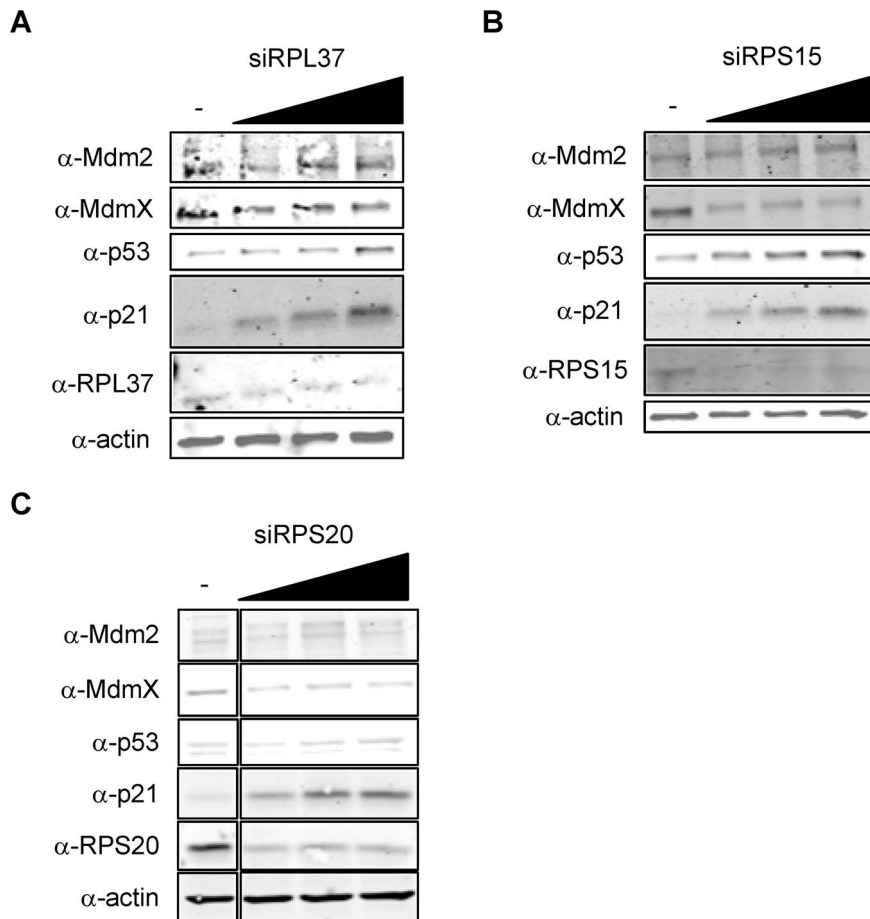 A
siRPL37
-
α-Mdm2
α-MdmX
α-p53
α-p21
α-RPL37
α-actin
B
siRPS15
-
α-Mdm2
α-MdmX
α-p53
α-p21
α-RPS15
α-actin
C
siRPS20
-
α-Mdm2
α-MdmX
α-p53
α-p21
α-RPS20
α-actin